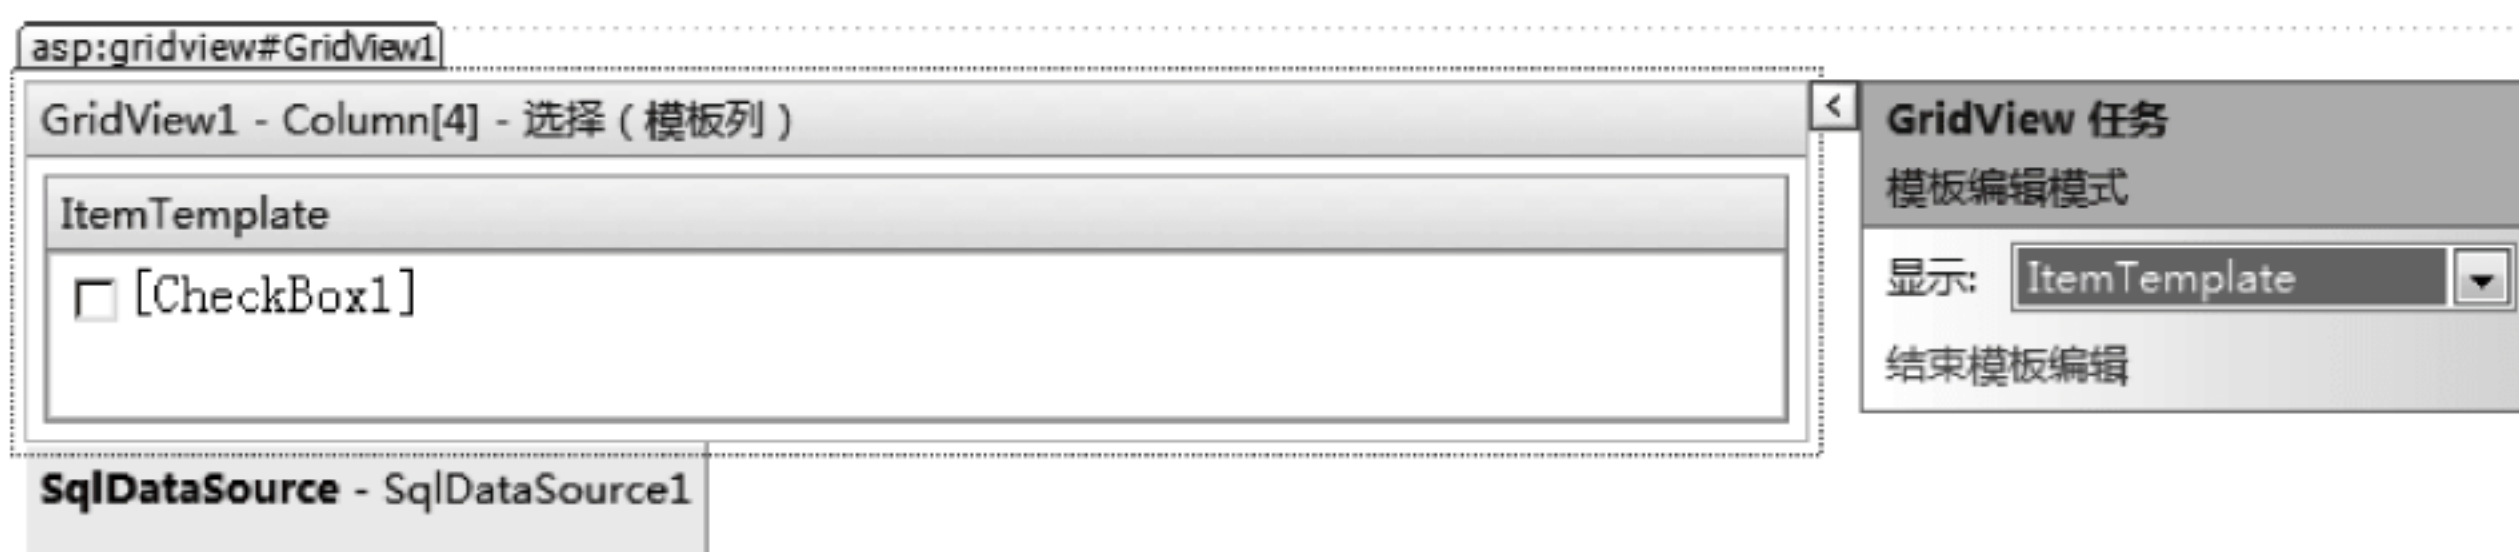 asp:gridview#GridView1
GridView1 - Column[4] - 选择（模板列）
ItemTemplate
[CheckBox1]
SqlDataSource - SqlDataSource1
<
GridView 任务
模板编辑模式
显示: ItemTemplate
结束模板编辑